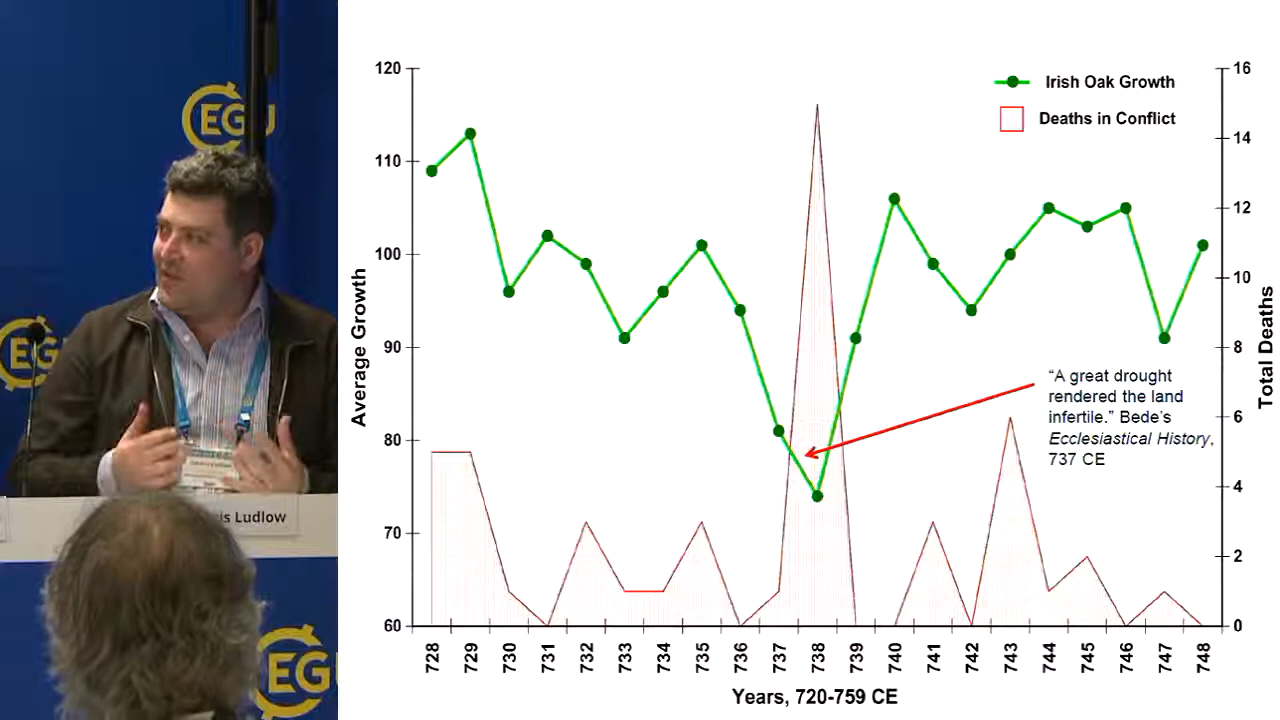 EGU
EG
is Ludlow
EGU
120
110
100
90
80
70
60
Average Growth
16
14
12
10
8
6
4
2
0
Total Deaths
Irish Oak Growth
Deaths in Conflict
“A great drought
rendered the land
infertile.” Bede’s
Ecclesiastical History,
737 CE
728 729 730 731 732 733 734 735 736 737 738 739 740 741 742 743 744 745 746 747 748
Years, 720-759 CE